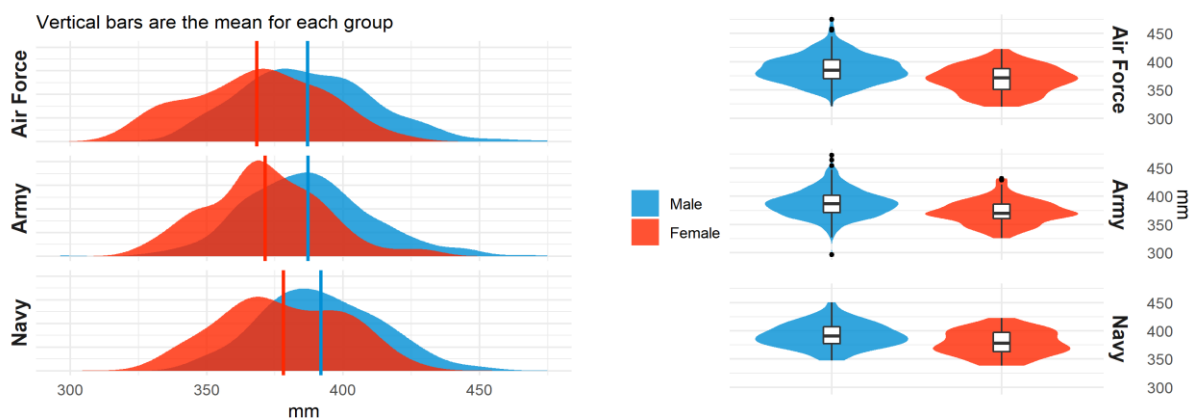 Vertical bars are the mean for each group
Air Force
Army
Navy
300 350 400 450
mm
Male
Female
Air Force
450
400
350
300
Army
450
400
350
300
mm
Navy
450
400
350
300